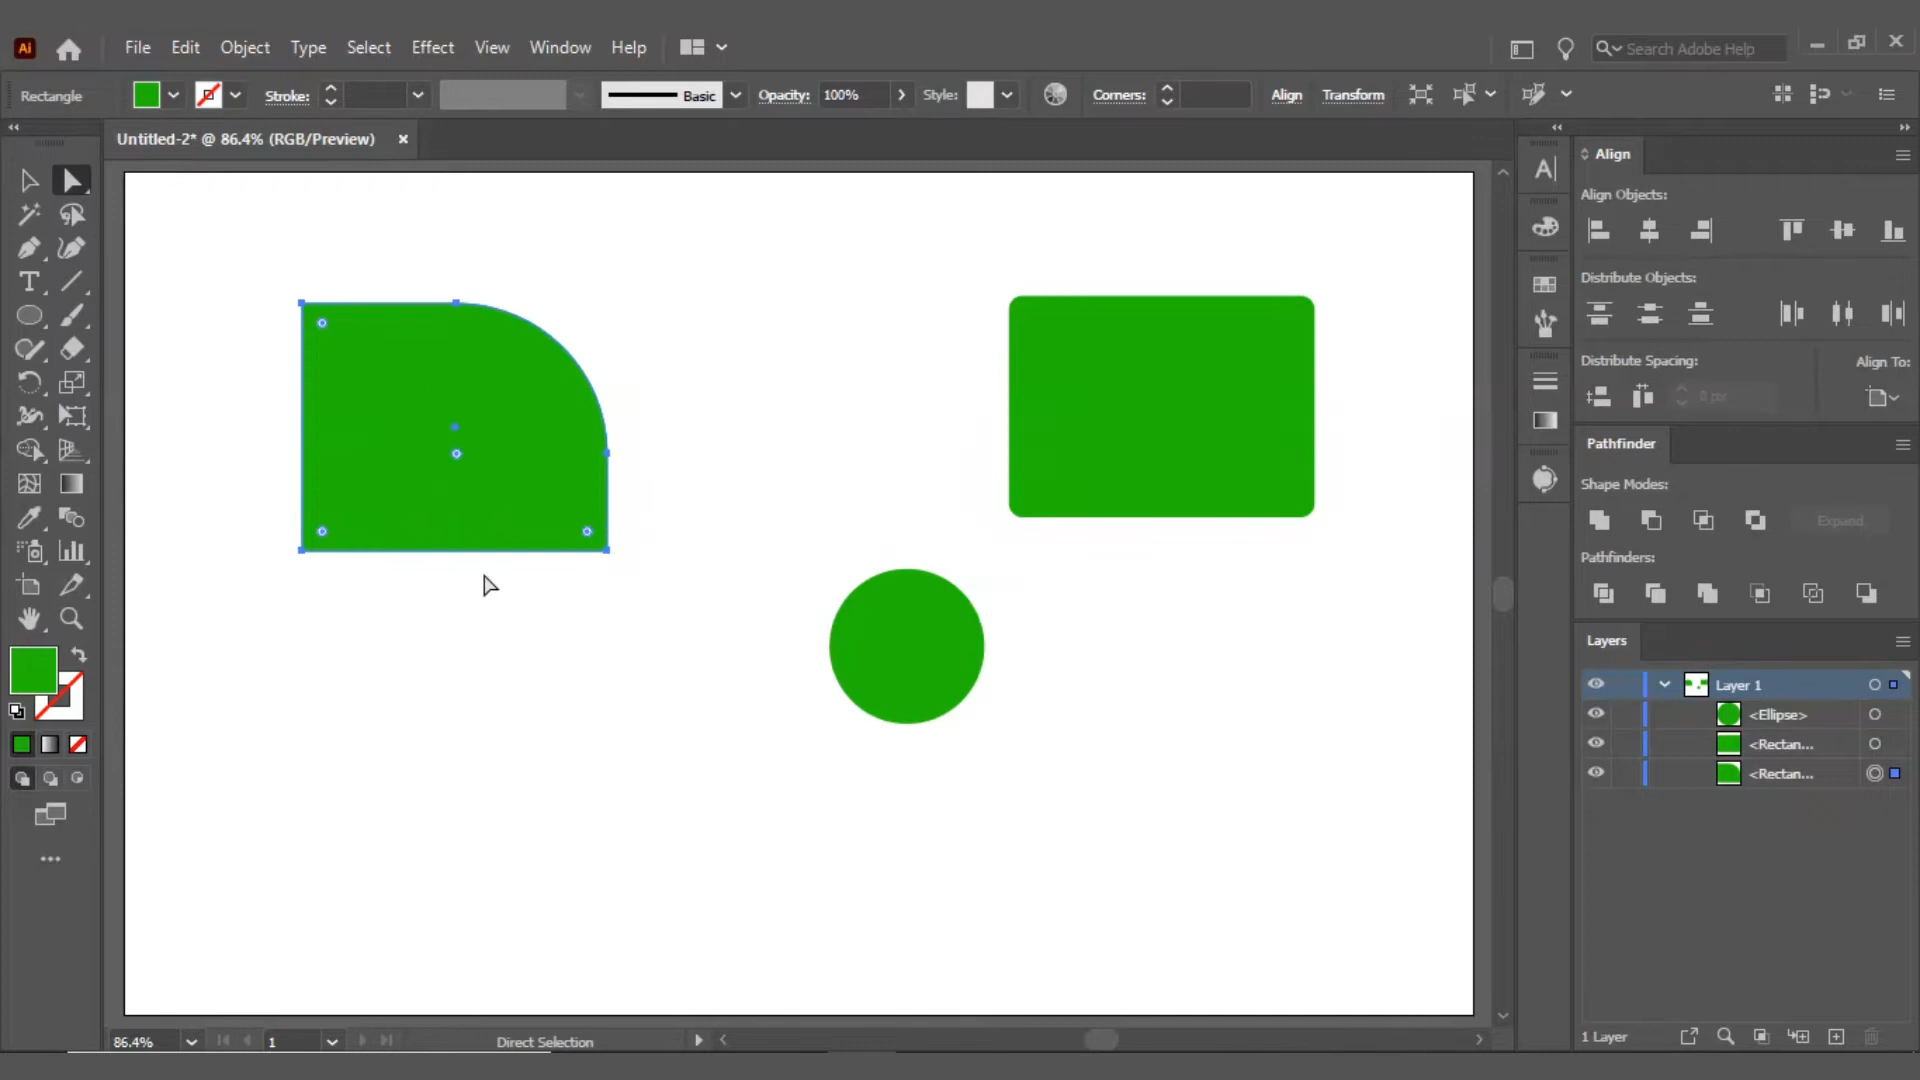 Ai File Edit Object Type Select Effect View Window Help Search Adobe Help
Rectangle Stroke: Basic Opacity: 100% Style: Corners: Align Transform
Untitled-2* @ 86.4% (RGB/Preview)
Align
Align Objects:
Distribute Objects:
Distribute Spacing: Align To:
0 px
Pathfinder
Shape Modes:
Expand
Pathfinders:
Layers
Layer 1
<Ellipse>
<Rectan...
<Rectan...
1 Layer
86.4% 1 Direct Selection